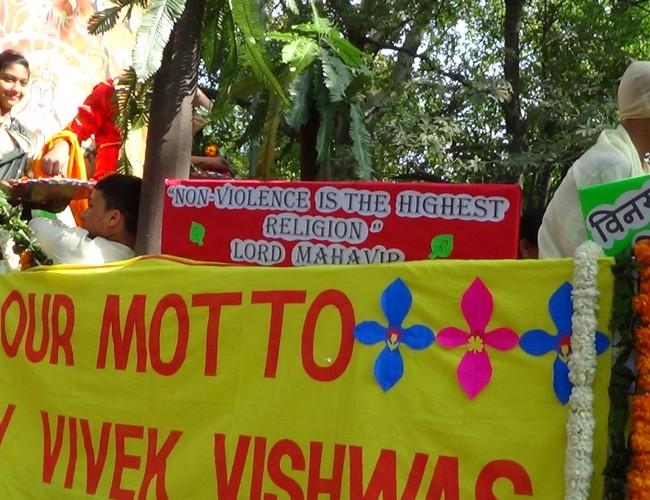 "NON-VIOLENCE IS THE HIGHEST
RELIGION"
LORD MAHAVIR
विनय
OUR MOTTO
VIVEK VISHWAS